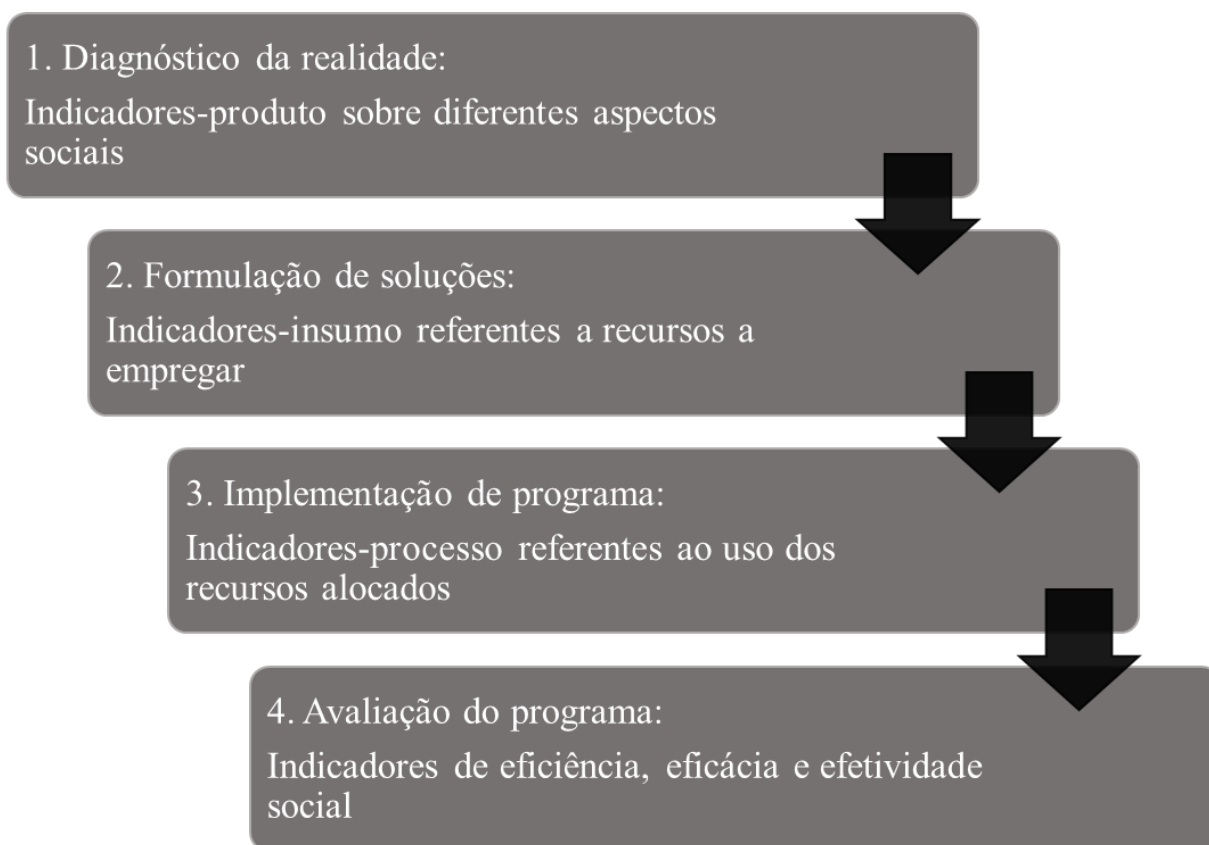 1. Diagnóstico da realidade:
Indicadores-produto sobre diferentes aspectos
sociais
2. Formulação de soluções:
Indicadores-insumo referentes a recursos a
empregar
3. Implementação de programa:
Indicadores-processo referentes ao uso dos
recursos alocados
4. Avaliação do programa:
Indicadores de eficiência, eficácia e efetividade
social